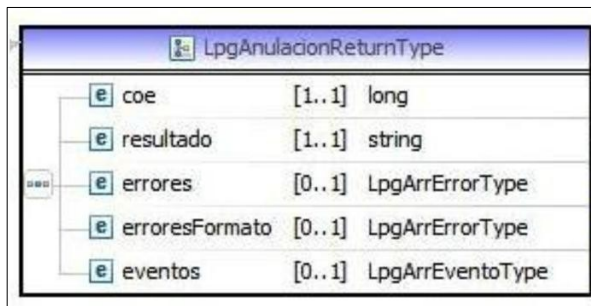 LpgAnulacionReturnType
e coe [1..1] long
e resultado [1..1] string
e errores [0..1] LpgArrErrorType
e erroresFormato [0..1] LpgArrErrorType
e eventos [0..1] LpgArrEventoType